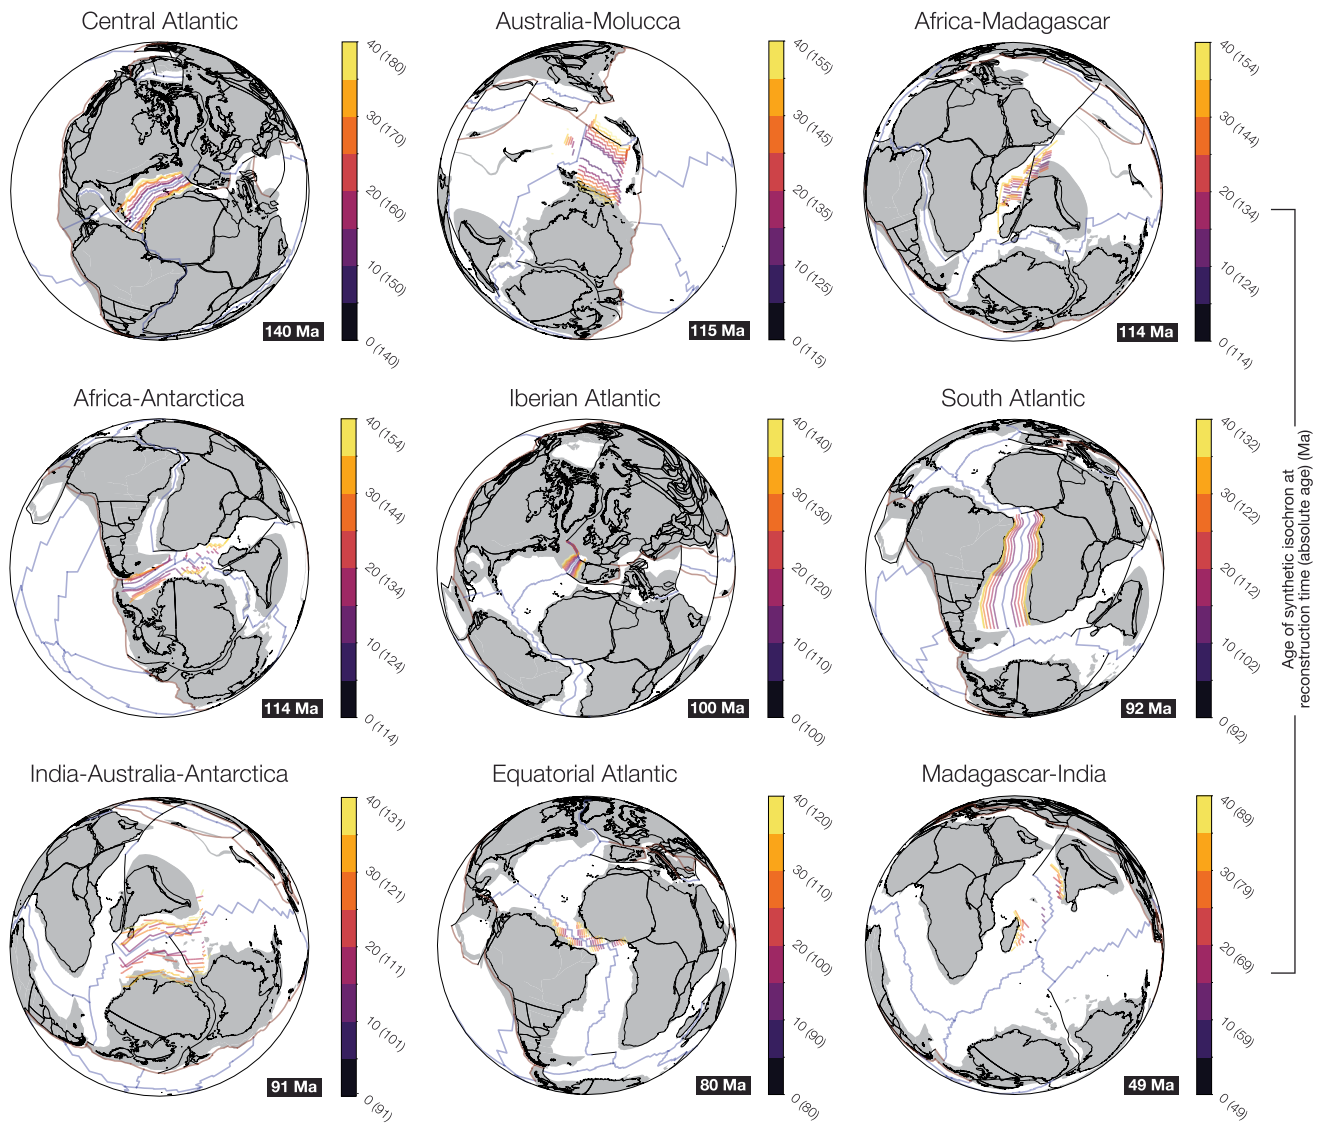 Central Atlantic
40 (180)
30 (170)
20 (160)
10 (150)
0 (140)
140 Ma
Australia-Molucca
40 (155)
30 (145)
20 (135)
10 (125)
0 (115)
115 Ma
Africa-Madagascar
40 (154)
30 (144)
20 (134)
10 (124)
0 (114)
114 Ma
Africa-Antarctica
40 (154)
30 (144)
20 (134)
10 (124)
0 (114)
114 Ma
Iberian Atlantic
40 (140)
30 (130)
20 (120)
10 (110)
0 (100)
100 Ma
South Atlantic
40 (132)
30 (122)
20 (112)
10 (102)
0 (92)
92 Ma
India-Australia-Antarctica
40 (131)
30 (121)
20 (111)
10 (101)
0 (91)
91 Ma
Equatorial Atlantic
40 (120)
30 (110)
20 (100)
10 (90)
0 (80)
80 Ma
Madagascar-India
40 (89)
30 (79)
20 (69)
10 (59)
0 (49)
49 Ma
Age of synthetic isochron at
reconstruction time (absolute age) (Ma)